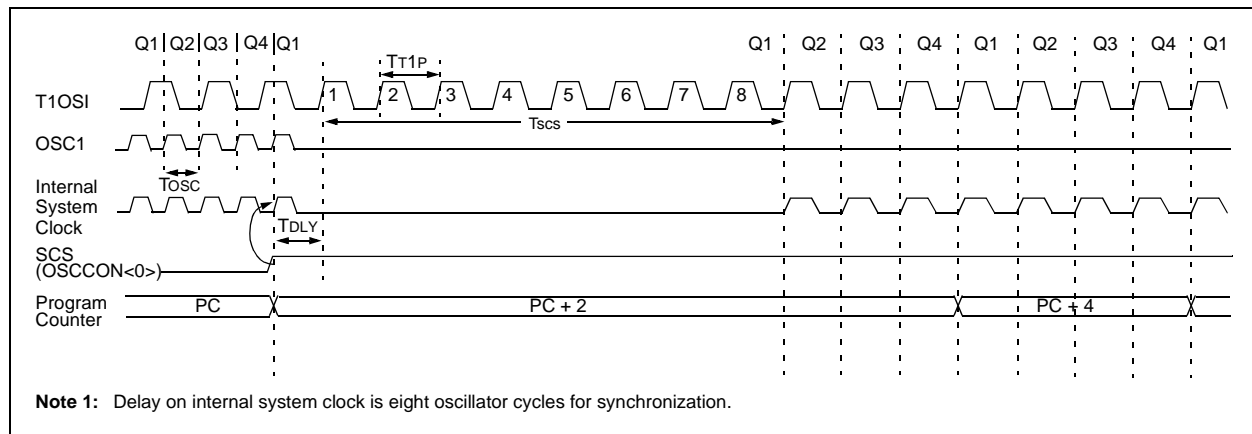 Q1 Q2 Q3 Q4 Q1 Q1 Q2 Q3 Q4 Q1 Q2 Q3 Q4 Q1
TT1P
T1OSI
1 2 3 4 5 6 7 8
TSCS
OSC1
TOSC
Internal
System
Clock
TDLY
SCS
(OSCCON<0>)
Program
Counter
PC PC + 2 PC + 4
Note 1: Delay on internal system clock is eight oscillator cycles for synchronization.